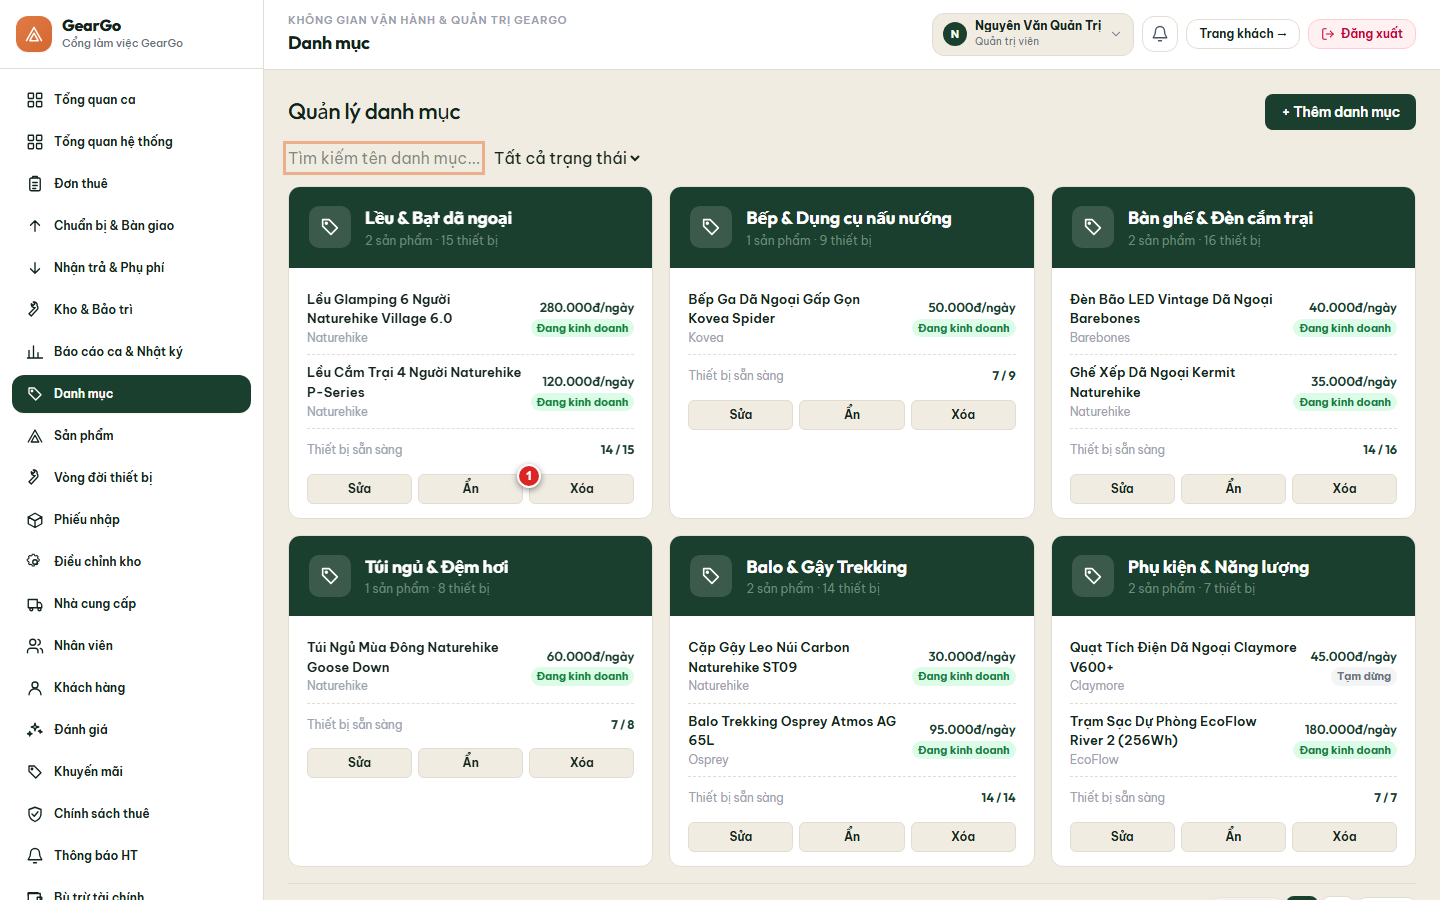 GearGo
Cổng làm việc GearGo
Tổng quan ca
Tổng quan hệ thống
Đơn thuê
Chuẩn bị & Bàn giao
Nhận trả & Phụ phí
Kho & Bảo trì
Báo cáo ca & Nhật ký
Danh mục
Sản phẩm
Vòng đời thiết bị
Phiếu nhập
Điều chỉnh kho
Nhà cung cấp
Nhân viên
Khách hàng
Đánh giá
Khuyến mãi
Chính sách thuê
Thông báo HT
Bù trừ tài chính
KHÔNG GIAN VẬN HÀNH & QUẢN TRỊ GEARGO
Danh mục
N
Nguyễn Văn Quản Trị
Quản trị viên
Trang khách →
Đăng xuất
Quản lý danh mục
+ Thêm danh mục
Tìm kiếm tên danh mục...
Tất cả trạng thái
Lều & Bạt dã ngoại
2 sản phẩm · 15 thiết bị
Lều Glamping 6 Người
Naturehike Village 6.0
Naturehike
280.000đ/ngày
Đang kinh doanh
Lều Cắm Trại 4 Người Naturehike
P-Series
Naturehike
120.000đ/ngày
Đang kinh doanh
Thiết bị sẵn sàng
14 / 15
Sửa
Ẩn
1
Xóa
Bếp & Dụng cụ nấu nướng
1 sản phẩm · 9 thiết bị
Bếp Ga Dã Ngoại Gấp Gọn
Kovea Spider
Kovea
50.000đ/ngày
Đang kinh doanh
Thiết bị sẵn sàng
7 / 9
Sửa
Ẩn
Xóa
Bàn ghế & Đèn cắm trại
2 sản phẩm · 16 thiết bị
Đèn Bão LED Vintage Dã Ngoại
Barebones
Barebones
40.000đ/ngày
Đang kinh doanh
Ghế Xếp Dã Ngoại Kermit
Naturehike
Naturehike
35.000đ/ngày
Đang kinh doanh
Thiết bị sẵn sàng
14 / 16
Sửa
Ẩn
Xóa
Túi ngủ & Đệm hơi
1 sản phẩm · 8 thiết bị
Túi Ngủ Mùa Đông Naturehike
Goose Down
Naturehike
60.000đ/ngày
Đang kinh doanh
Thiết bị sẵn sàng
7 / 8
Sửa
Ẩn
Xóa
Balo & Gậy Trekking
2 sản phẩm · 14 thiết bị
Cặp Gậy Leo Núi Carbon
Naturehike ST09
Naturehike
30.000đ/ngày
Đang kinh doanh
Balo Trekking Osprey Atmos AG
65L
Osprey
95.000đ/ngày
Đang kinh doanh
Thiết bị sẵn sàng
14 / 14
Sửa
Ẩn
Xóa
Phụ kiện & Năng lượng
2 sản phẩm · 7 thiết bị
Quạt Tích Điện Dã Ngoại Claymore
V600+
Claymore
45.000đ/ngày
Tạm dừng
Trạm Sạc Dự Phòng EcoFlow
River 2 (256Wh)
EcoFlow
180.000đ/ngày
Đang kinh doanh
Thiết bị sẵn sàng
7 / 7
Sửa
Ẩn
Xóa